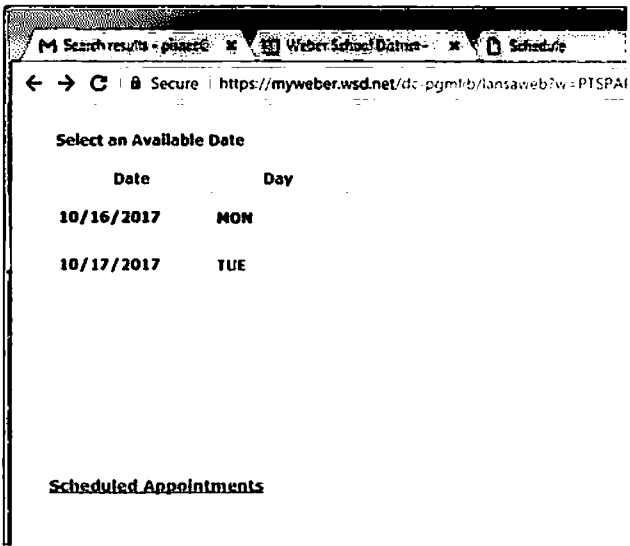 Search results -
Weber School District -
Schedule
Secure https://myweber.wsd.net/
Select an Available Date
Date Day
10/16/2017 MON
10/17/2017 TUE
Scheduled Appointments